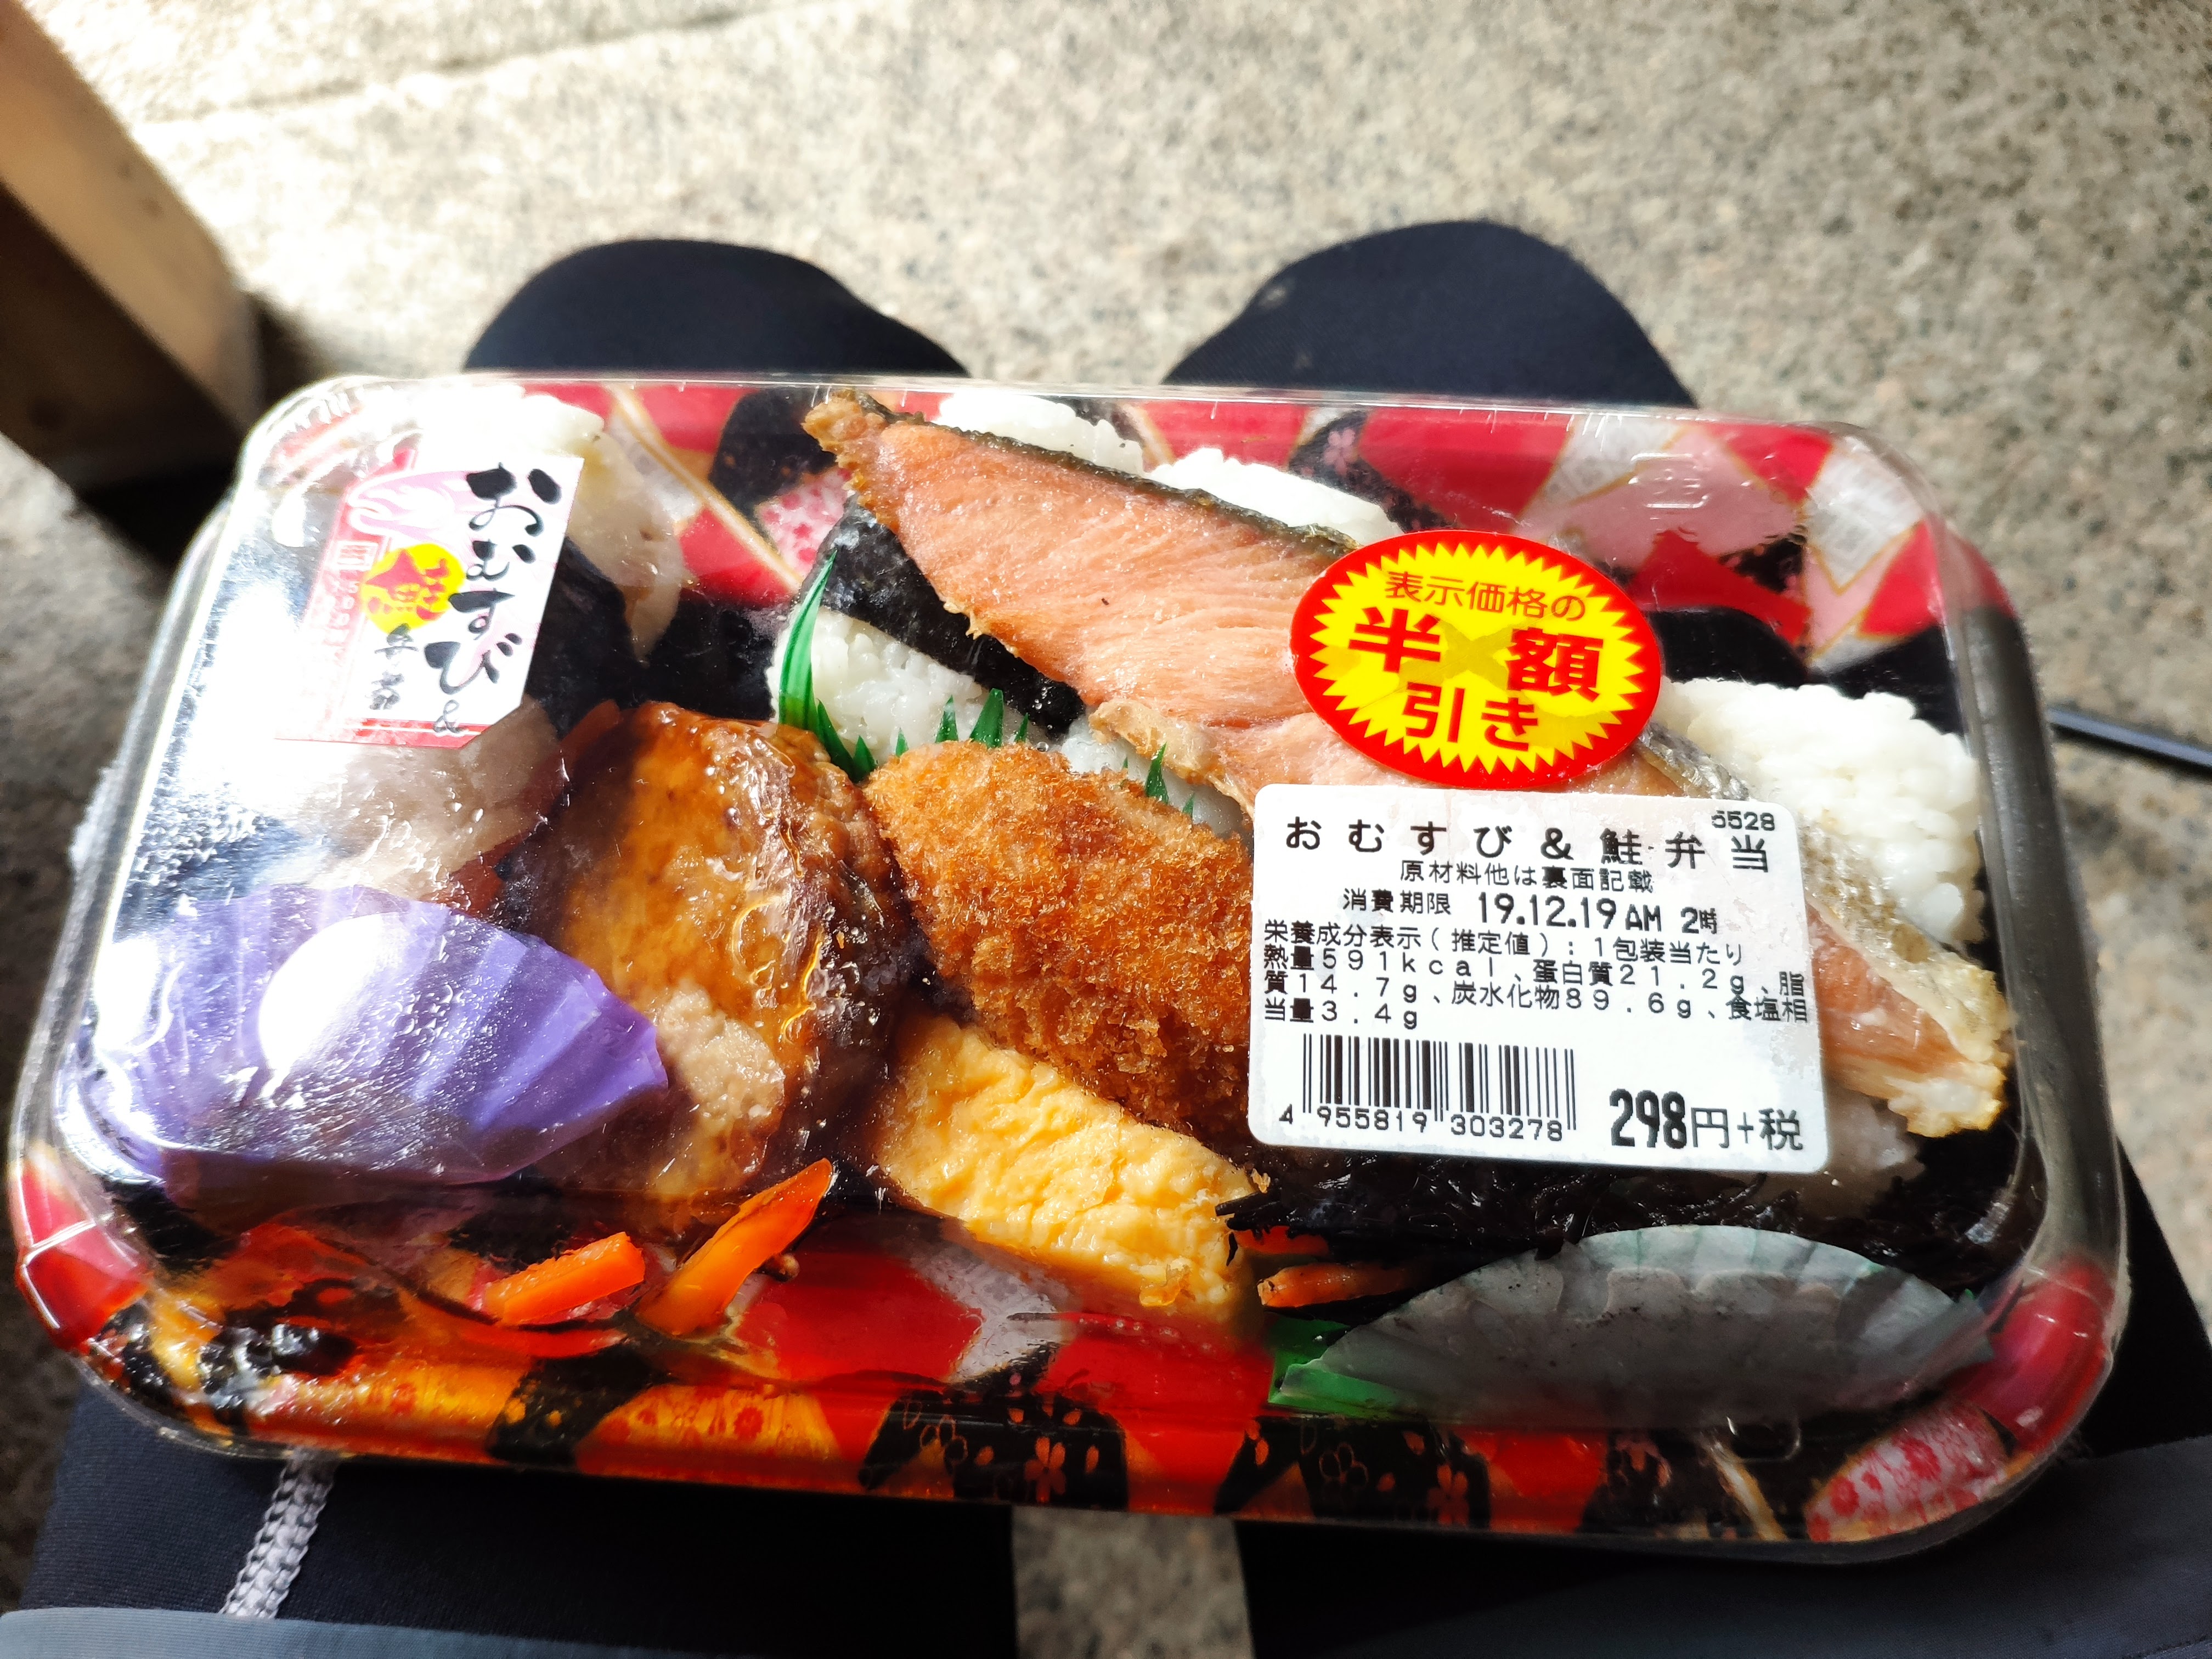 おむすび&
鮭
弁当
表示価格の
半額
引き
5528
おむすび&鮭弁当
原材料他は裏面記載
消費期限 19.12.19 AM 2時
栄養成分表示(推定値):1包装当たり
熱量591kcal、蛋白質21.2g、脂
質14.7g、炭水化物89.6g、食塩相
当量3.4g
4 955819 303278
298円+税